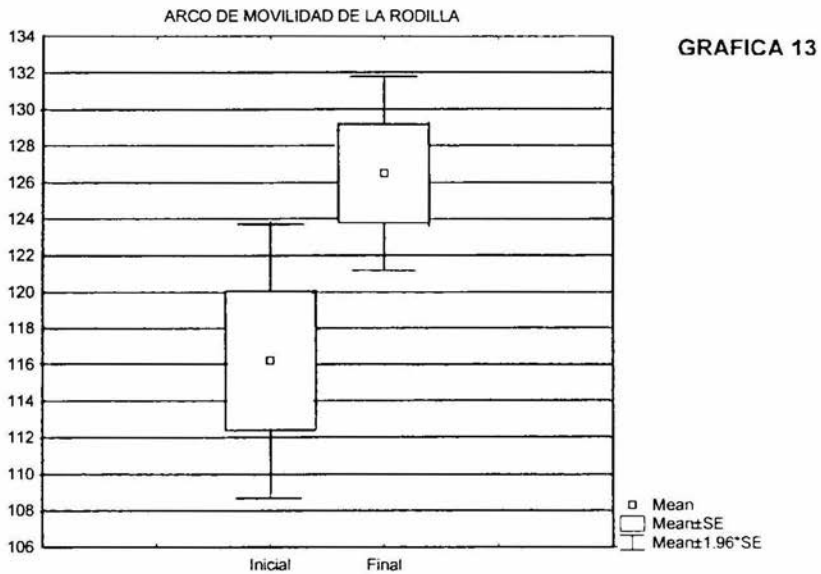 ARCO DE MOVILIDAD DE LA RODILLA
GRAFICA 13
134
132
130
128
126
124
122
120
118
116
114
112
110
108
106
Inicial Final
Mean
Mean±SE
Mean±1.96*SE